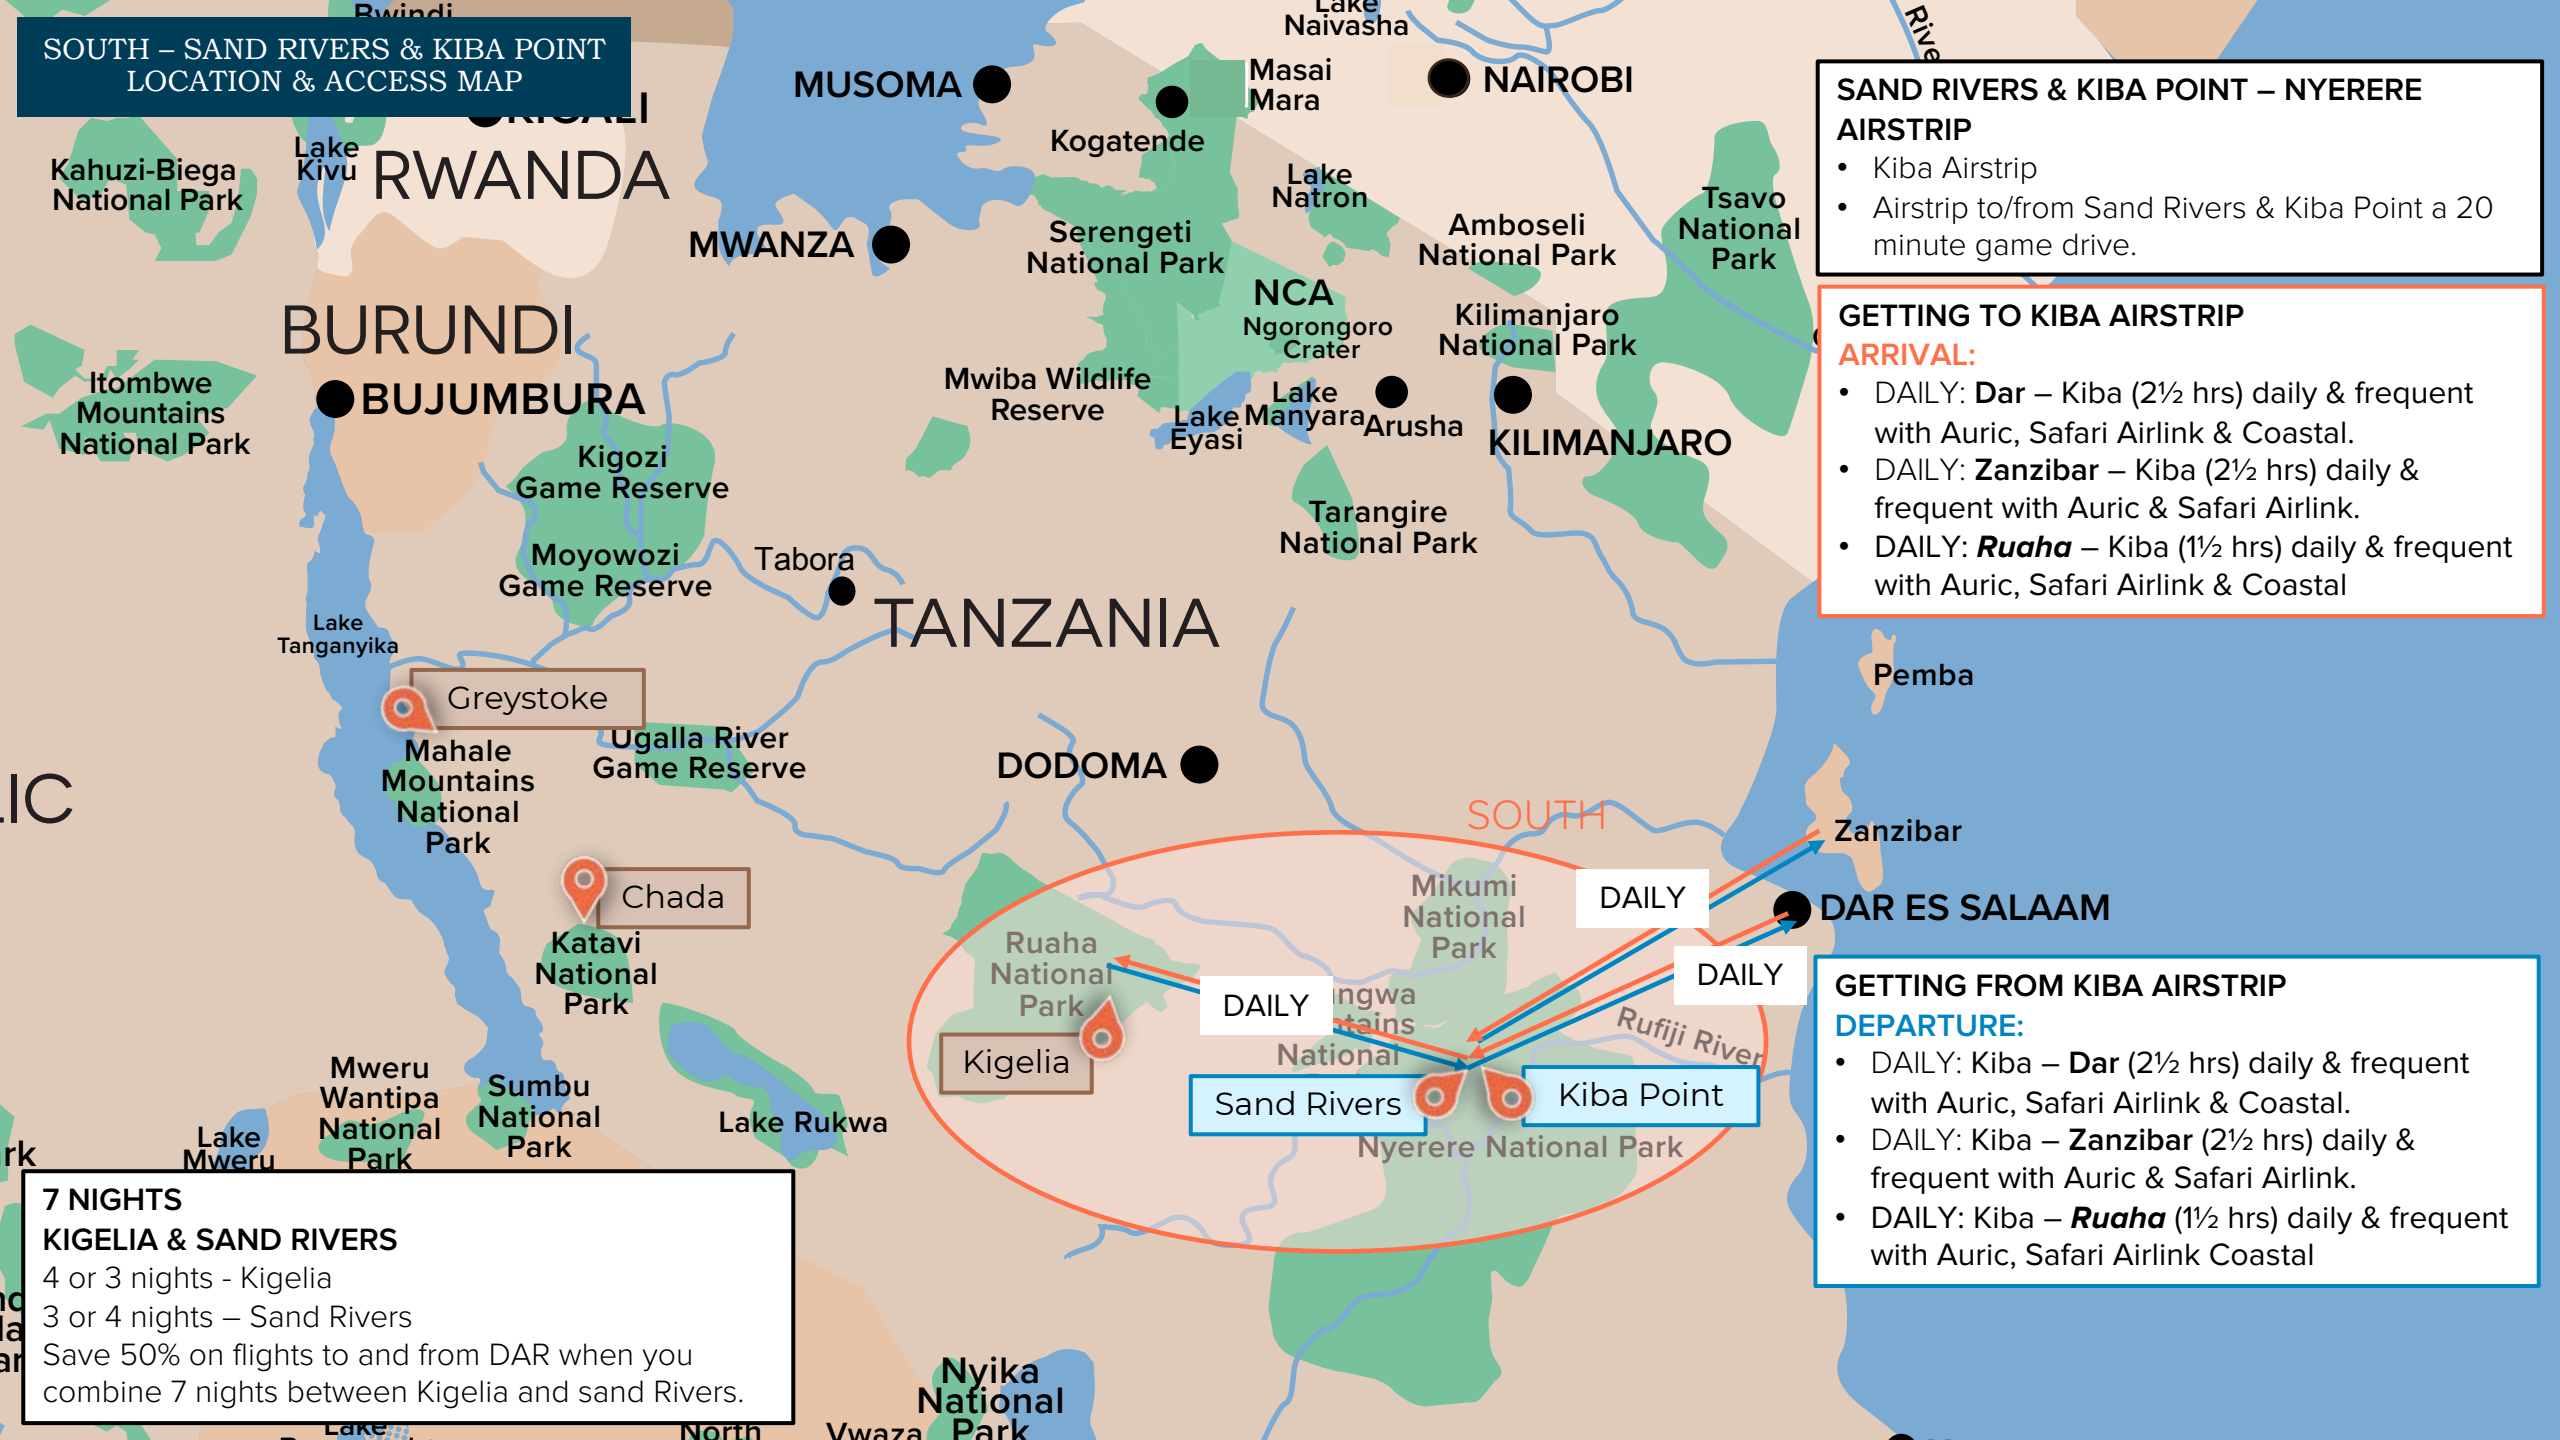 Bwindi
SOUTH – SAND RIVERS & KIBA POINT
LOCATION & ACCESS MAP
Lake
Naivasha
MUSOMA
Masai
Mara
NAIROBI
Kogatende
Kahuzi-Biega
National Park
Lake
Kivu
RWANDA
Lake
Natron
Tsavo
National
Park
MWANZA
Serengeti
National Park
Amboseli
National Park
NCA
Ngorongoro
Crater
Kilimanjaro
National Park
BURUNDI
BUJUMBURA
Itombwe
Mountains
National Park
Mwiba Wildlife
Reserve
Lake
Eyasi
Lake
Manyara
Arusha
KILIMANJARO
Kigozi
Game Reserve
Moyowozi
Game Reserve
Tabora
TANZANIA
Tarangire
National Park
Lake
Tanganyika
Greystoke
Mahale
Mountains
National
Park
Ugalla River
Game Reserve
DODOMA
Pemba
SOUTH
Zanzibar
DAR ES SALAAM
Chada
Katavi
National
Park
Ruaha
National
Park
Mikumi
National
Park
DAILY
DAILY
DAILY
National
Rufiji River
Kigelia
Sand Rivers
Kiba Point
Nyerere National Park
Mweru
Wantipa
National
Park
Sumbu
National
Park
Lake
Mweru
Lake Rukwa
Nyika
National
Park
Lake
North
Vwaza
SAND RIVERS & KIBA POINT – NYERERE
AIRSTRIP
• Kiba Airstrip
• Airstrip to/from Sand Rivers & Kiba Point a 20
minute game drive.
GETTING TO KIBA AIRSTRIP
ARRIVAL:
• DAILY: Dar – Kiba (2½ hrs) daily & frequent
with Auric, Safari Airlink & Coastal.
• DAILY: Zanzibar – Kiba (2½ hrs) daily &
frequent with Auric & Safari Airlink.
• DAILY: Ruaha – Kiba (1½ hrs) daily & frequent
with Auric, Safari Airlink & Coastal
GETTING FROM KIBA AIRSTRIP
DEPARTURE:
• DAILY: Kiba – Dar (2½ hrs) daily & frequent
with Auric, Safari Airlink & Coastal.
• DAILY: Kiba – Zanzibar (2½ hrs) daily &
frequent with Auric & Safari Airlink.
• DAILY: Kiba – Ruaha (1½ hrs) daily & frequent
with Auric, Safari Airlink Coastal
7 NIGHTS
KIGELIA & SAND RIVERS
4 or 3 nights - Kigelia
3 or 4 nights – Sand Rivers
Save 50% on flights to and from DAR when you
combine 7 nights between Kigelia and sand Rivers.